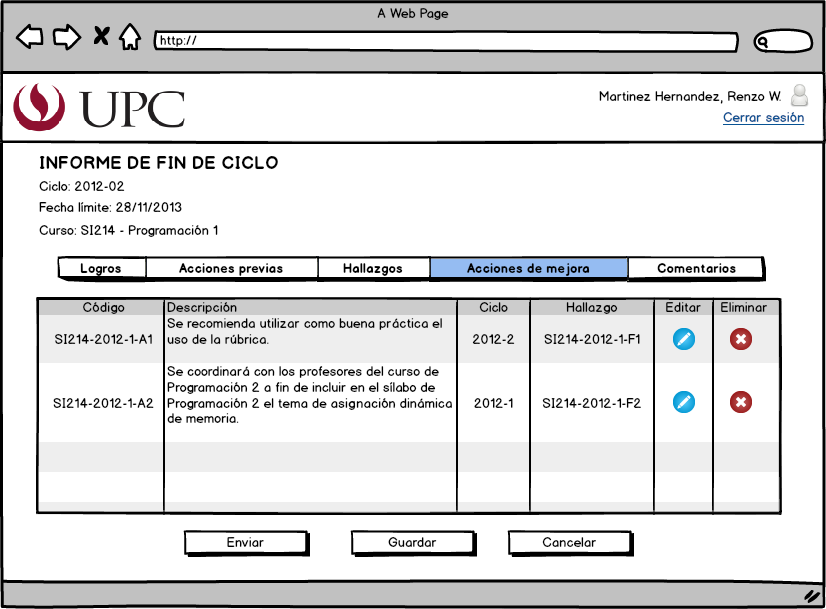 A Web Page
http://
UPC
Martinez Hernandez, Renzo W.
Cerrar sesión
INFORME DE FIN DE CICLO
Ciclo: 2012-02
Fecha límite: 28/11/2013
Curso: SI214 - Programación 1
Logros Acciones previas Hallazgos Acciones de mejora Comentarios
Código Descripción Ciclo Hallazgo Editar Eliminar
Se recomienda utilizar como buena práctica el
SI214-2012-1-A1 uso de la rúbrica. 2012-2 SI214-2012-1-F1
Se coordinará con los profesores del curso de
Programación 2 a fin de incluir en el sílabo de
SI214-2012-1-A2 Programación 2 el tema de asignación dinámica 2012-1 SI214-2012-1-F2
de memoria.
Enviar Guardar Cancelar